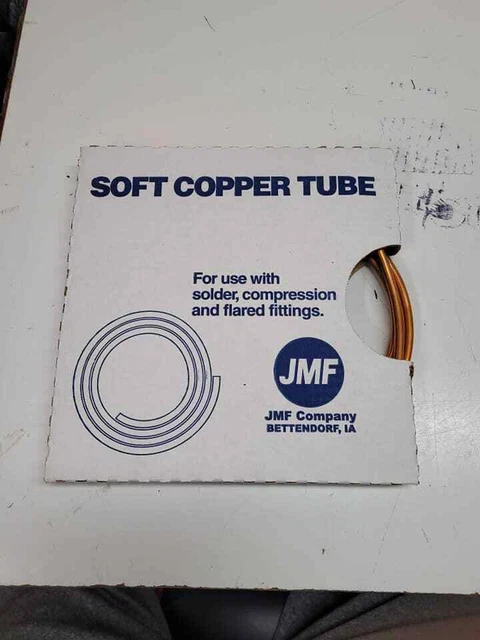 SOFT COPPER TUBE
For use with
solder, compression
and flared fittings.
JMF
JMF Company
BETTENDORF, IA